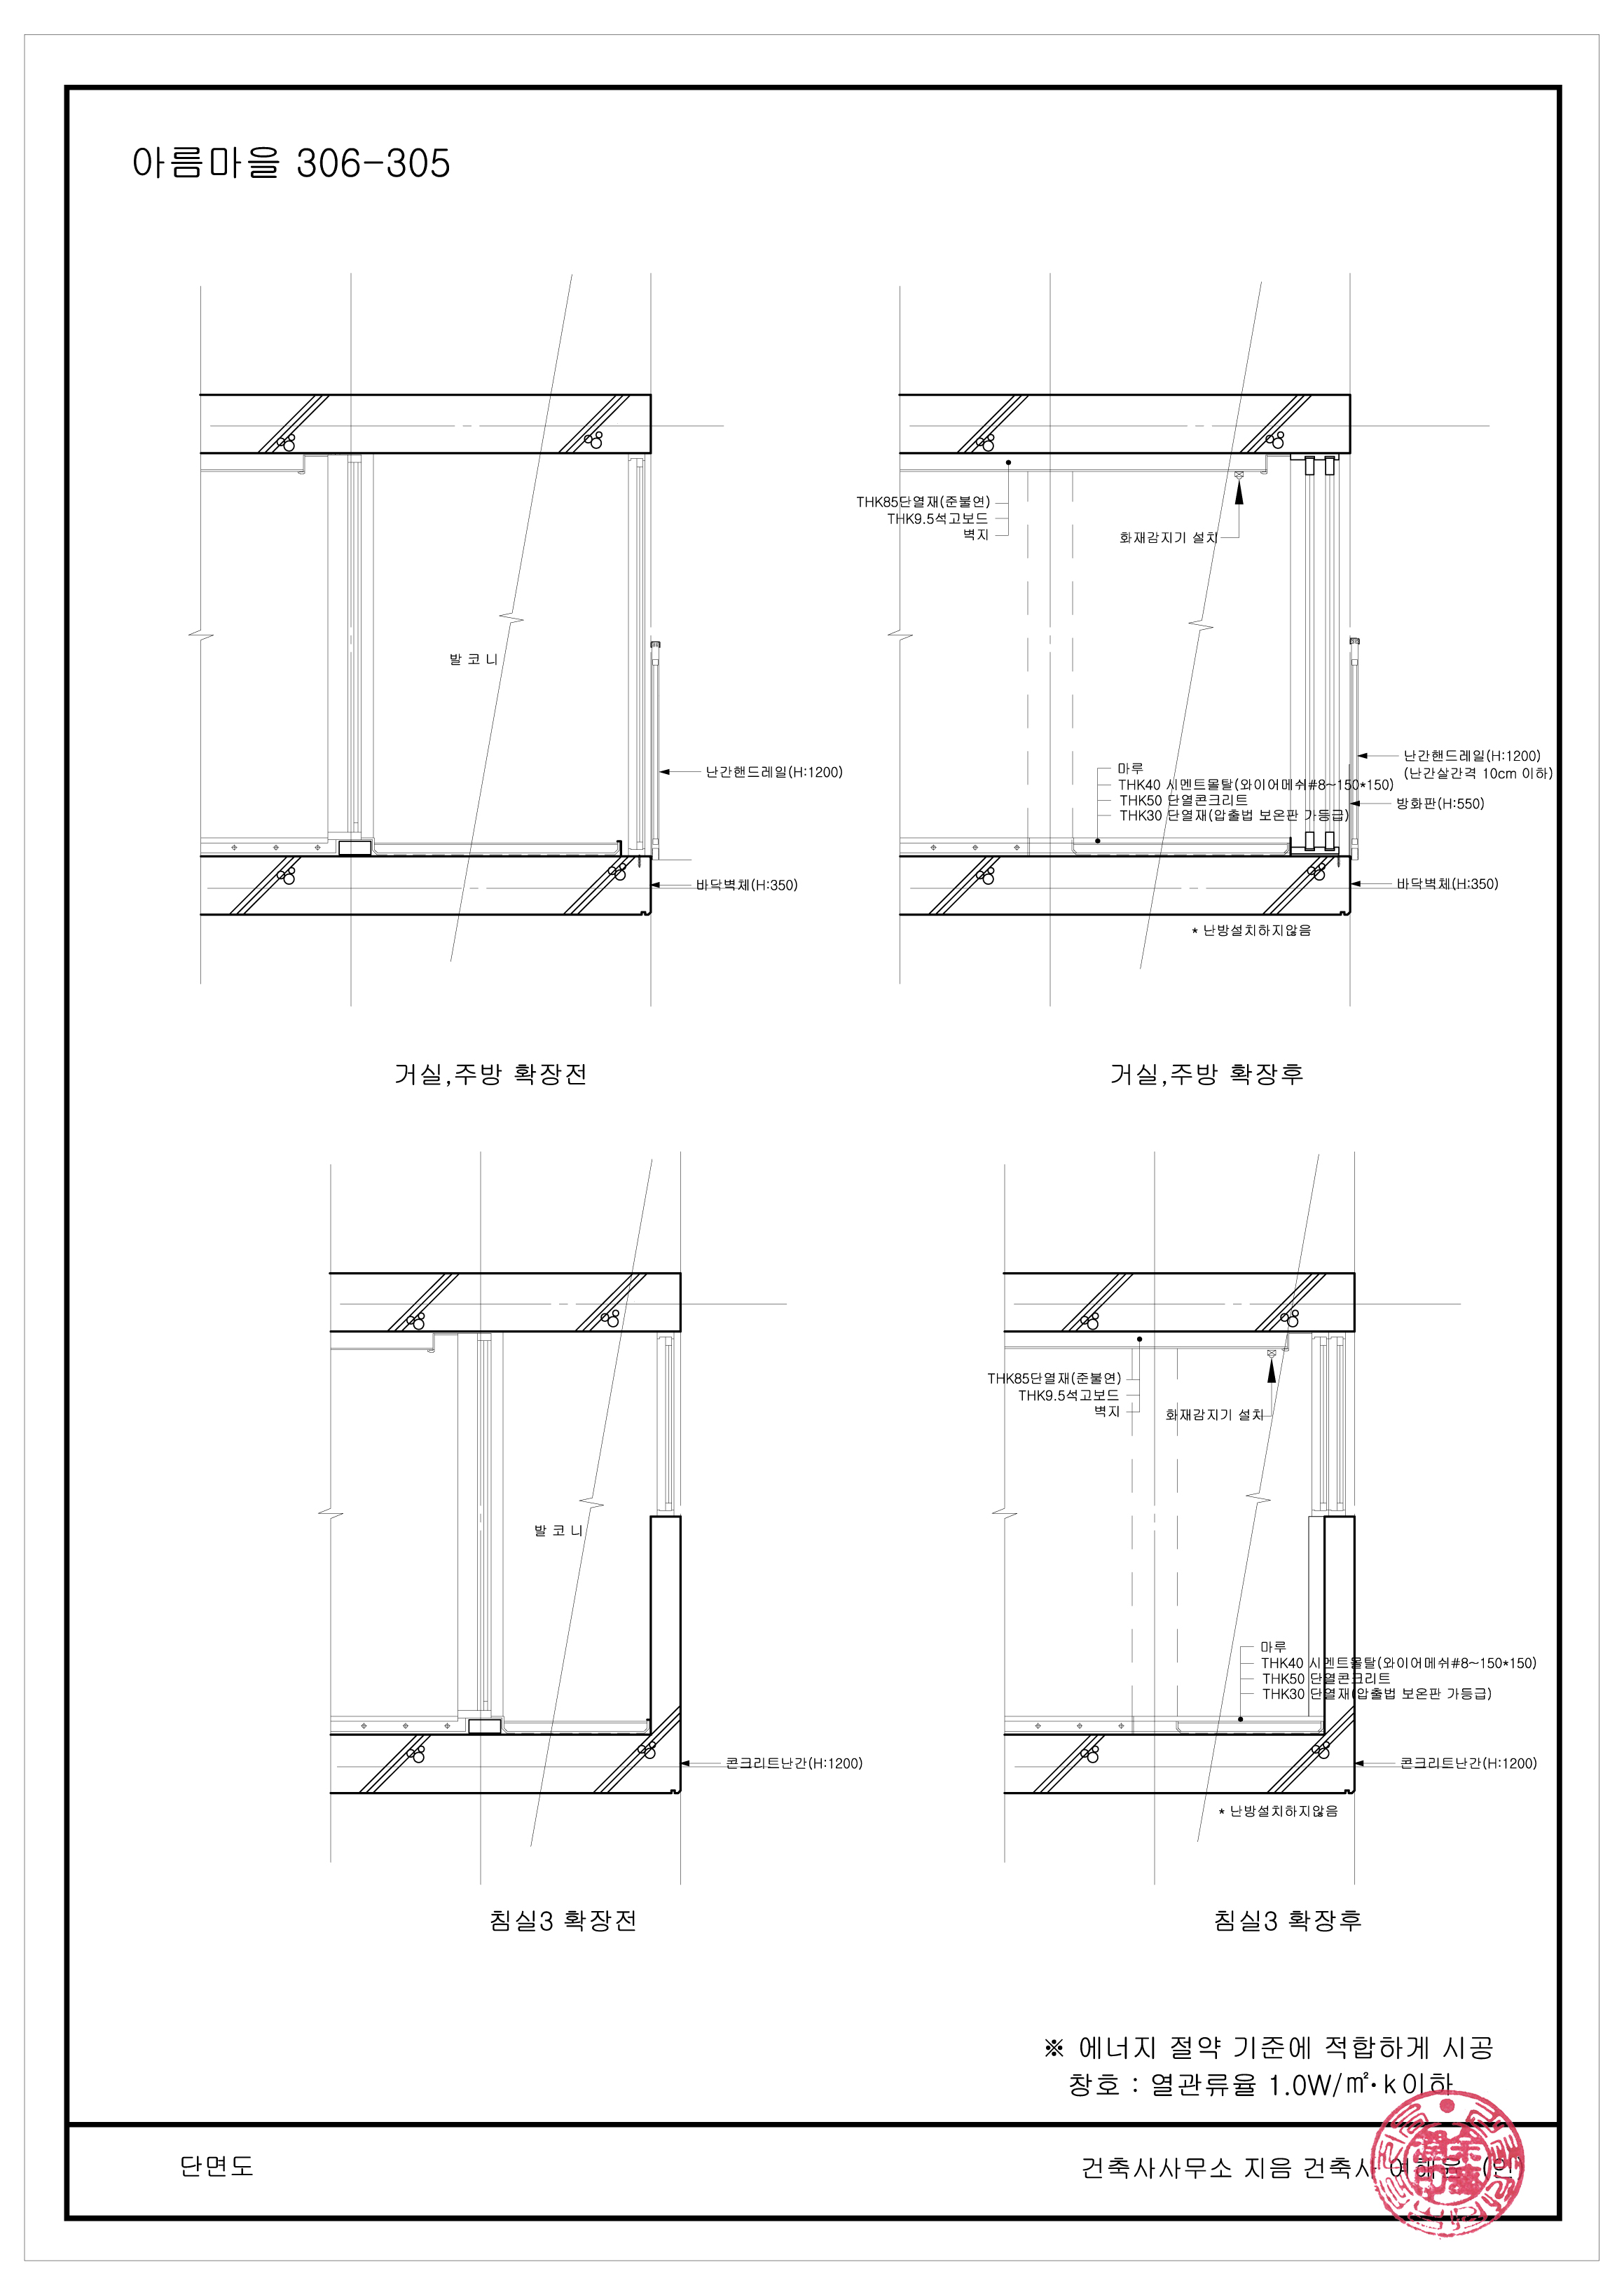 아름마을 306-305
발 코 니
난간핸드레일(H:1200)
바닥벽체(H:350)
거실,주방 확장전
THK85단열재(준불연)
THK9.5석고보드
벽지
화재감지기 설치
마루
THK40 시멘트몰탈(와이어메쉬#8~150*150)
THK50 단열콘크리트
THK30 단열재(압출법 보온판 가등급)
난간핸드레일(H:1200)
(난간살간격 10cm 이하)
방화판(H:550)
바닥벽체(H:350)
* 난방설치하지않음
거실,주방 확장후
발 코 니
콘크리트난간(H:1200)
침실3 확장전
THK85단열재(준불연)
THK9.5석고보드
벽지
화재감지기 설치
마루
THK40 시멘트몰탈(와이어메쉬#8~150*150)
THK50 단열콘크리트
THK30 단열재(압출법 보온판 가등급)
콘크리트난간(H:1200)
* 난방설치하지않음
침실3 확장후
※ 에너지 절약 기준에 적합하게 시공
창호 : 열관류율 1.0W/㎡·k이하
단면도
건축사사무소 지음 건축사 (인)